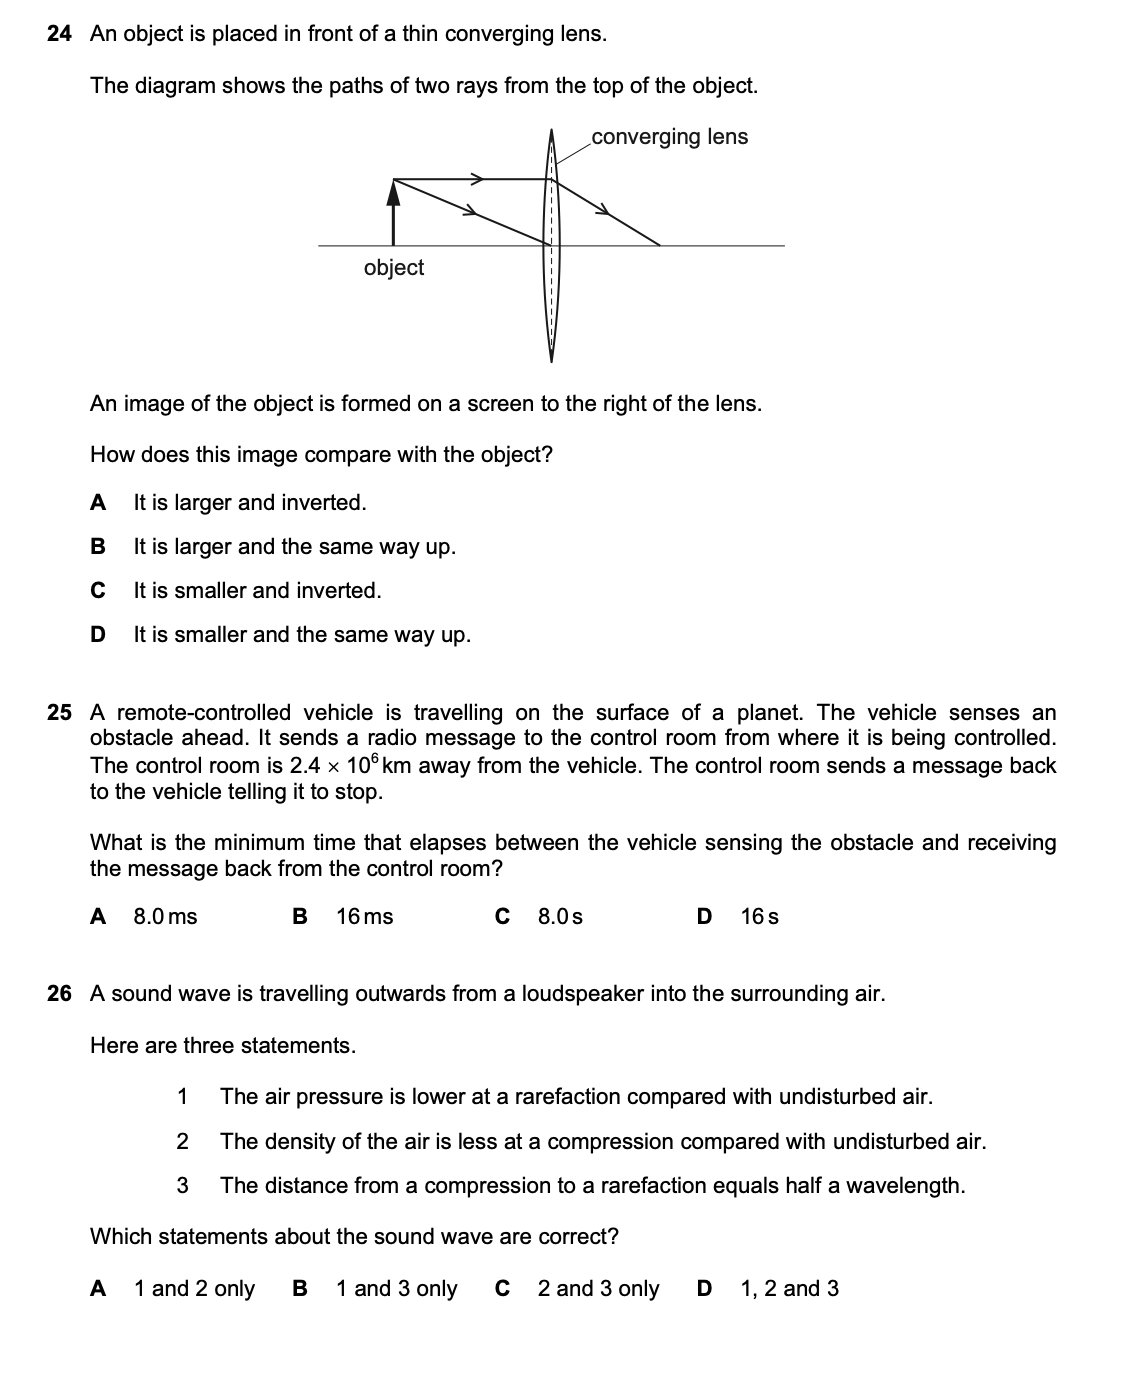 24 An object is placed in front of a thin converging lens.
The diagram shows the paths of two rays from the top of the object.
converging lens
object
An image of the object is formed on a screen to the right of the lens.
How does this image compare with the object?
A It is larger and inverted.
B It is larger and the same way up.
C It is smaller and inverted.
D It is smaller and the same way up.
25 A remote-controlled vehicle is travelling on the surface of a planet. The vehicle senses an
obstacle ahead. It sends a radio message to the control room from where it is being controlled.
The control room is 2.4 × 10⁶ km away from the vehicle. The control room sends a message back
to the vehicle telling it to stop.
What is the minimum time that elapses between the vehicle sensing the obstacle and receiving
the message back from the control room?
A 8.0 ms B 16 ms C 8.0 s D 16 s
26 A sound wave is travelling outwards from a loudspeaker into the surrounding air.
Here are three statements.
1 The air pressure is lower at a rarefaction compared with undisturbed air.
2 The density of the air is less at a compression compared with undisturbed air.
3 The distance from a compression to a rarefaction equals half a wavelength.
Which statements about the sound wave are correct?
A 1 and 2 only B 1 and 3 only C 2 and 3 only D 1, 2 and 3